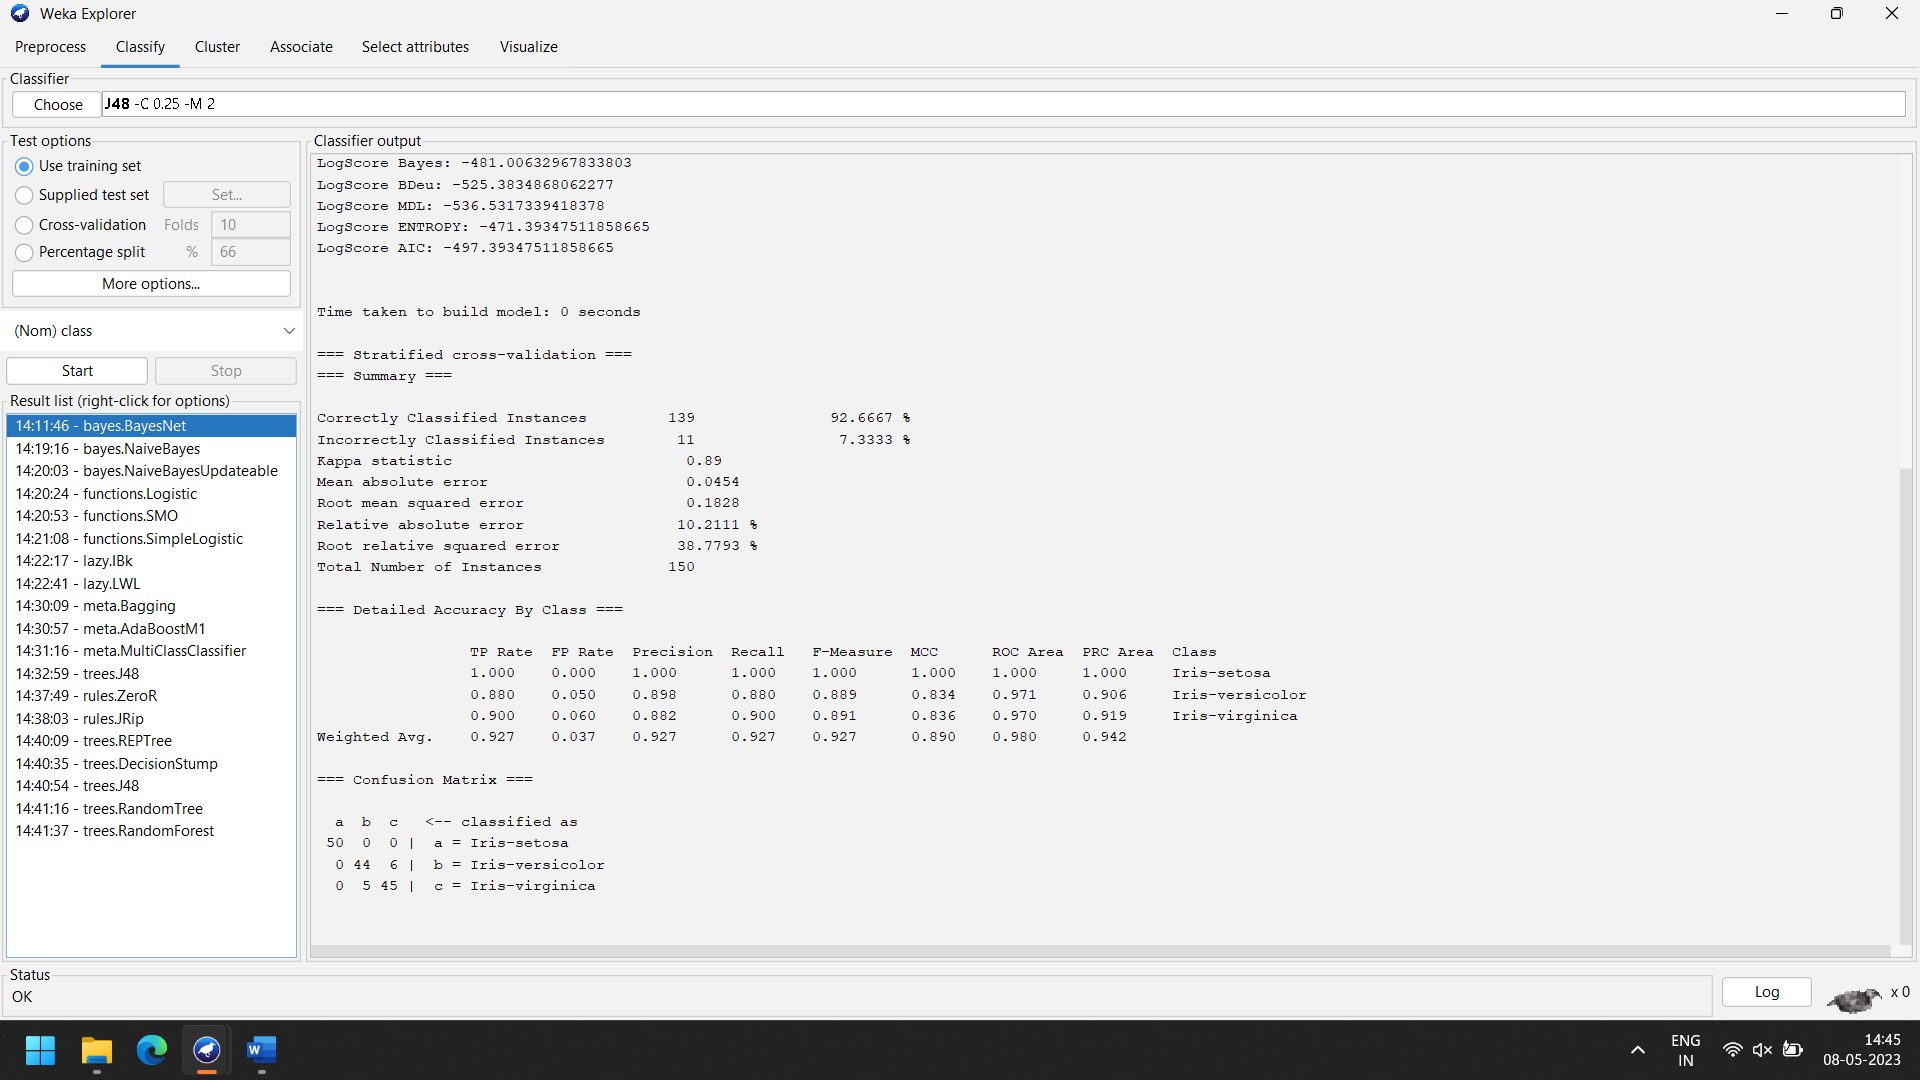 Weka Explorer
Preprocess Classify Cluster Associate Select attributes Visualize
Classifier
Choose J48 -C 0.25 -M 2
Test options
Use training set
Supplied test set Set...
Cross-validation Folds 10
Percentage split % 66
More options...
(Nom) class
Start Stop
Result list (right-click for options)
14:11:46 - bayes.BayesNet
14:19:16 - bayes.NaiveBayes
14:20:03 - bayes.NaiveBayesUpdateable
14:20:24 - functions.Logistic
14:20:53 - functions.SMO
14:21:08 - functions.SimpleLogistic
14:22:17 - lazy.IBk
14:22:41 - lazy.LWL
14:30:09 - meta.Bagging
14:30:57 - meta.AdaBoostM1
14:31:16 - meta.MultiClassClassifier
14:32:59 - trees.J48
14:37:49 - rules.ZeroR
14:38:03 - rules.JRip
14:40:09 - trees.REPTree
14:40:35 - trees.DecisionStump
14:40:54 - trees.J48
14:41:16 - trees.RandomTree
14:41:37 - trees.RandomForest
Classifier output
LogScore Bayes: -481.00632967833803
LogScore BDeu: -525.3834868062277
LogScore MDL: -536.5317339418378
LogScore ENTROPY: -471.39347511858665
LogScore AIC: -497.39347511858665
Time taken to build model: 0 seconds
=== Stratified cross-validation ===
=== Summary ===
Correctly Classified Instances 139 92.6667 %
Incorrectly Classified Instances 11 7.3333 %
Kappa statistic 0.89
Mean absolute error 0.0454
Root mean squared error 0.1828
Relative absolute error 10.2111 %
Root relative squared error 38.7793 %
Total Number of Instances 150
=== Detailed Accuracy By Class ===
TP Rate FP Rate Precision Recall F-Measure MCC ROC Area PRC Area Class
1.000 0.000 1.000 1.000 1.000 1.000 1.000 1.000 Iris-setosa
0.880 0.050 0.898 0.880 0.889 0.834 0.971 0.906 Iris-versicolor
0.900 0.060 0.882 0.900 0.891 0.836 0.970 0.919 Iris-virginica
Weighted Avg. 0.927 0.037 0.927 0.927 0.927 0.890 0.980 0.942
=== Confusion Matrix ===
a b c <-- classified as
50 0 0 | a = Iris-setosa
0 44 6 | b = Iris-versicolor
0 5 45 | c = Iris-virginica
Status
OK
Log
x 0
W
ENG
IN
14:45
08-05-2023